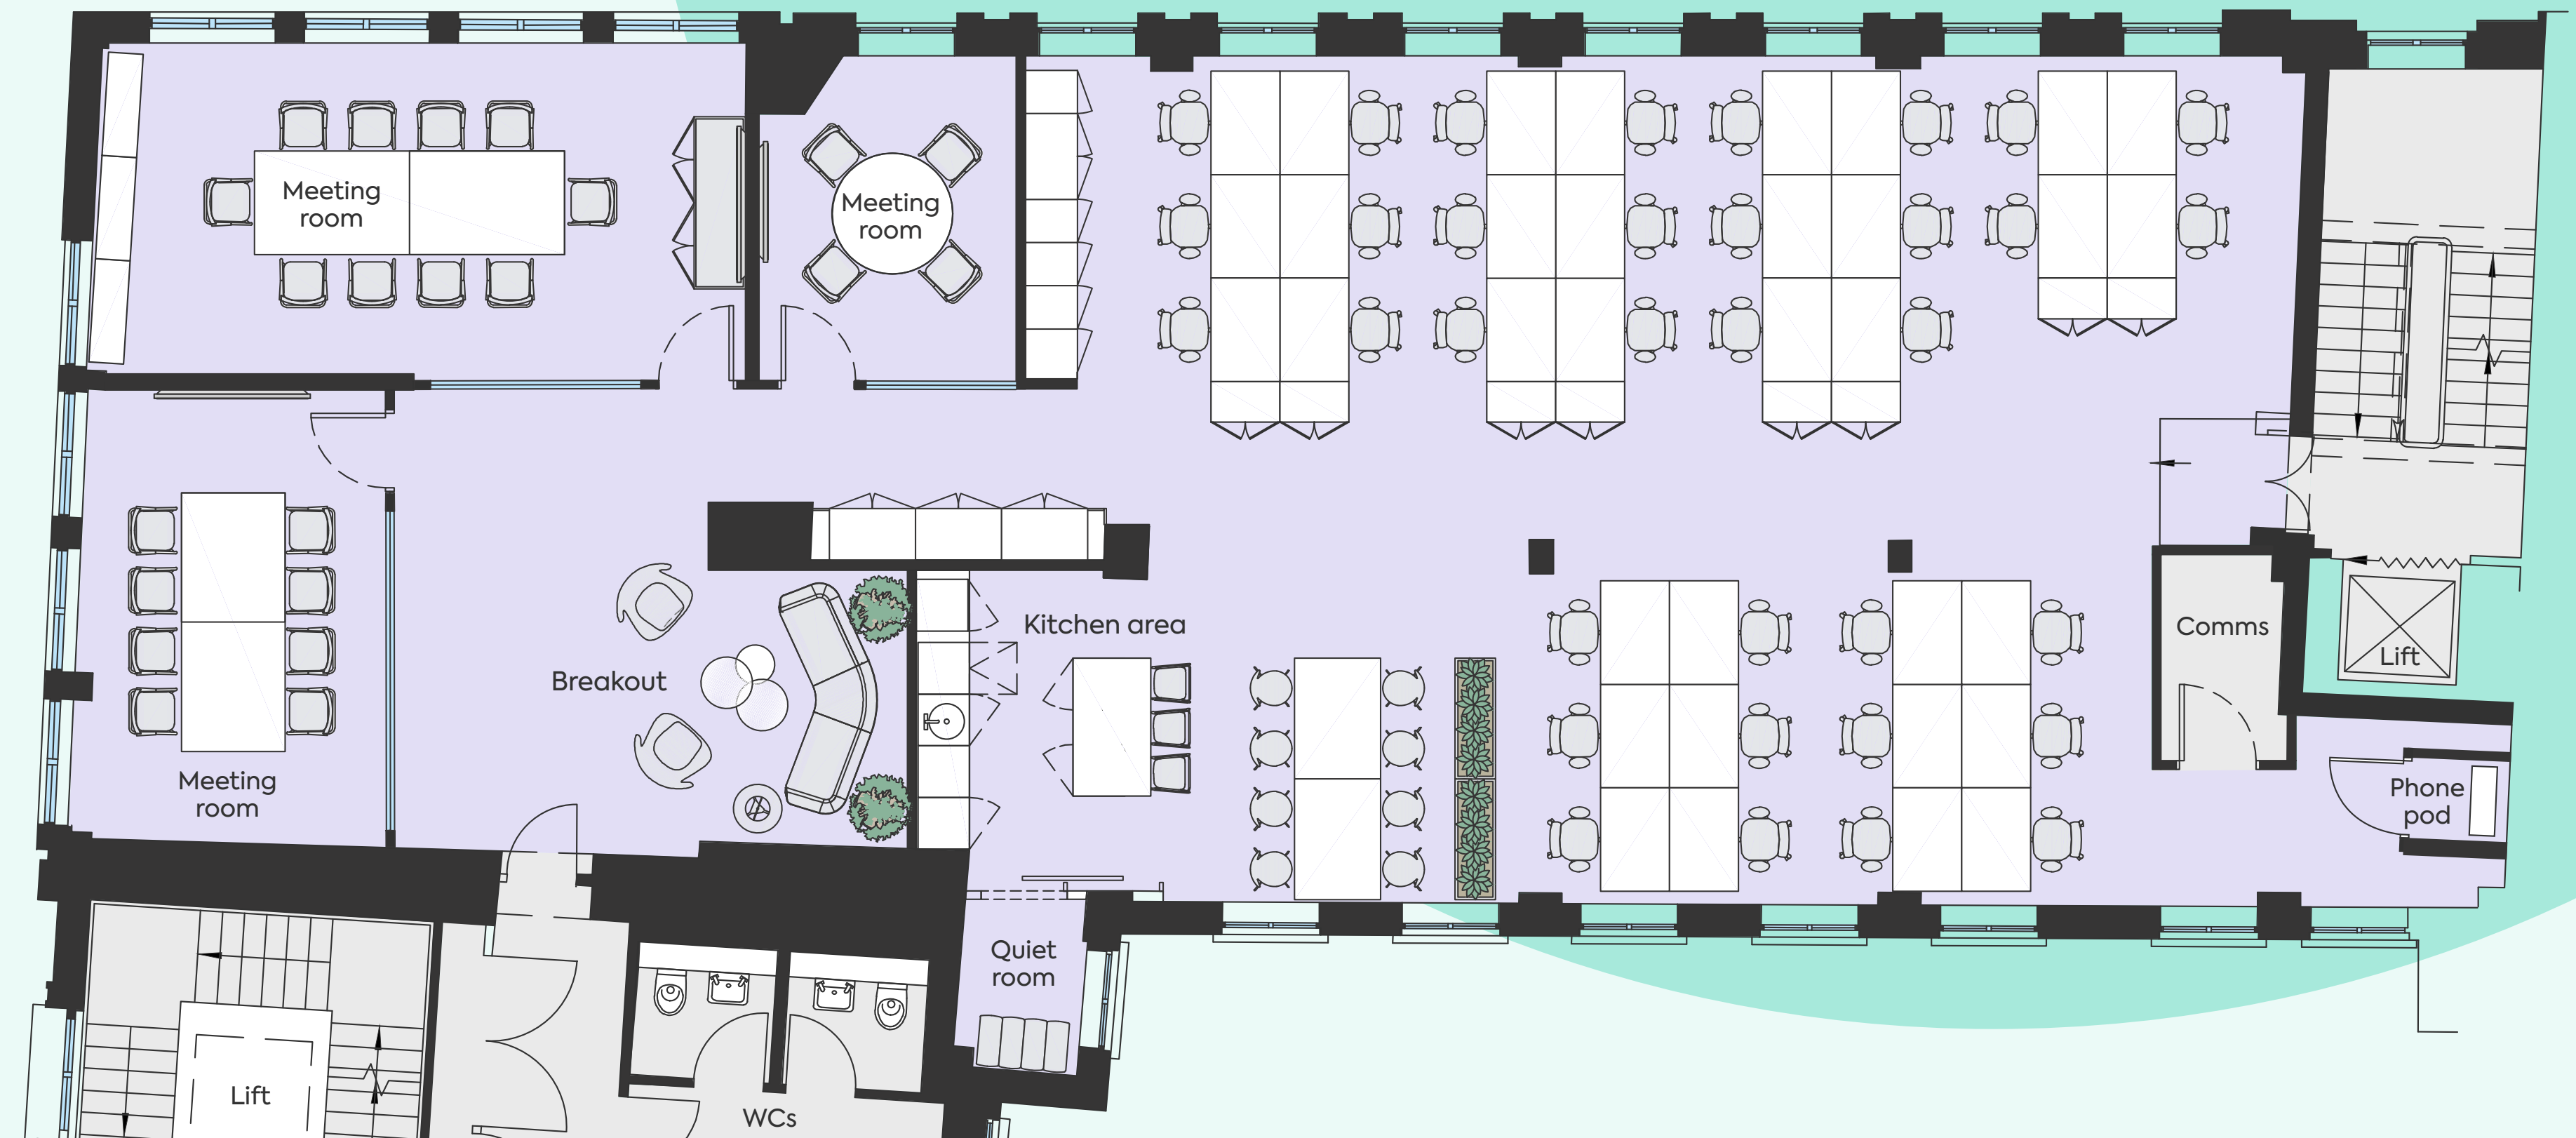 Meeting
room
Meeting
room
Kitchen area
Comms
Lift
Breakout
Meeting
room
Phone
pod
Quiet
room
Lift
WCs